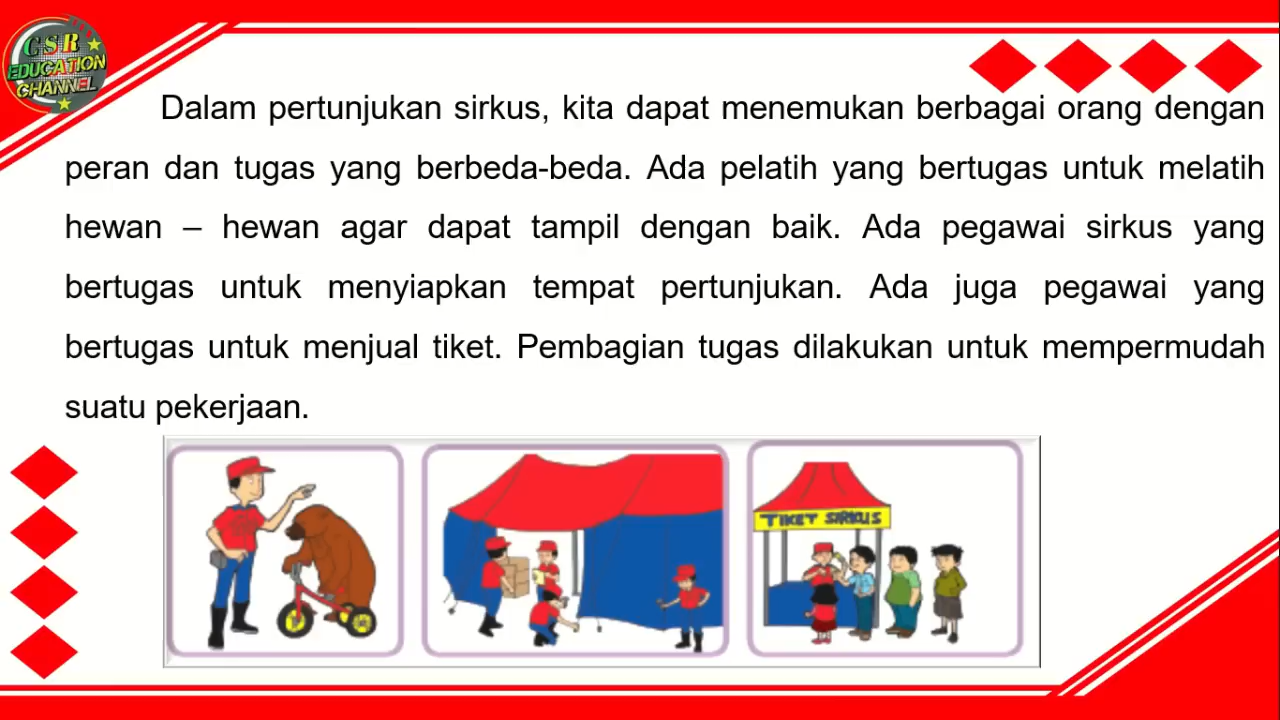 CSR
EDUCATION
CHANNEL
Dalam pertunjukan sirkus, kita dapat menemukan berbagai orang dengan
peran dan tugas yang berbeda-beda. Ada pelatih yang bertugas untuk melatih
hewan – hewan agar dapat tampil dengan baik. Ada pegawai sirkus yang
bertugas untuk menyiapkan tempat pertunjukan. Ada juga pegawai yang
bertugas untuk menjual tiket. Pembagian tugas dilakukan untuk mempermudah
suatu pekerjaan.
TIKET SIRKUS